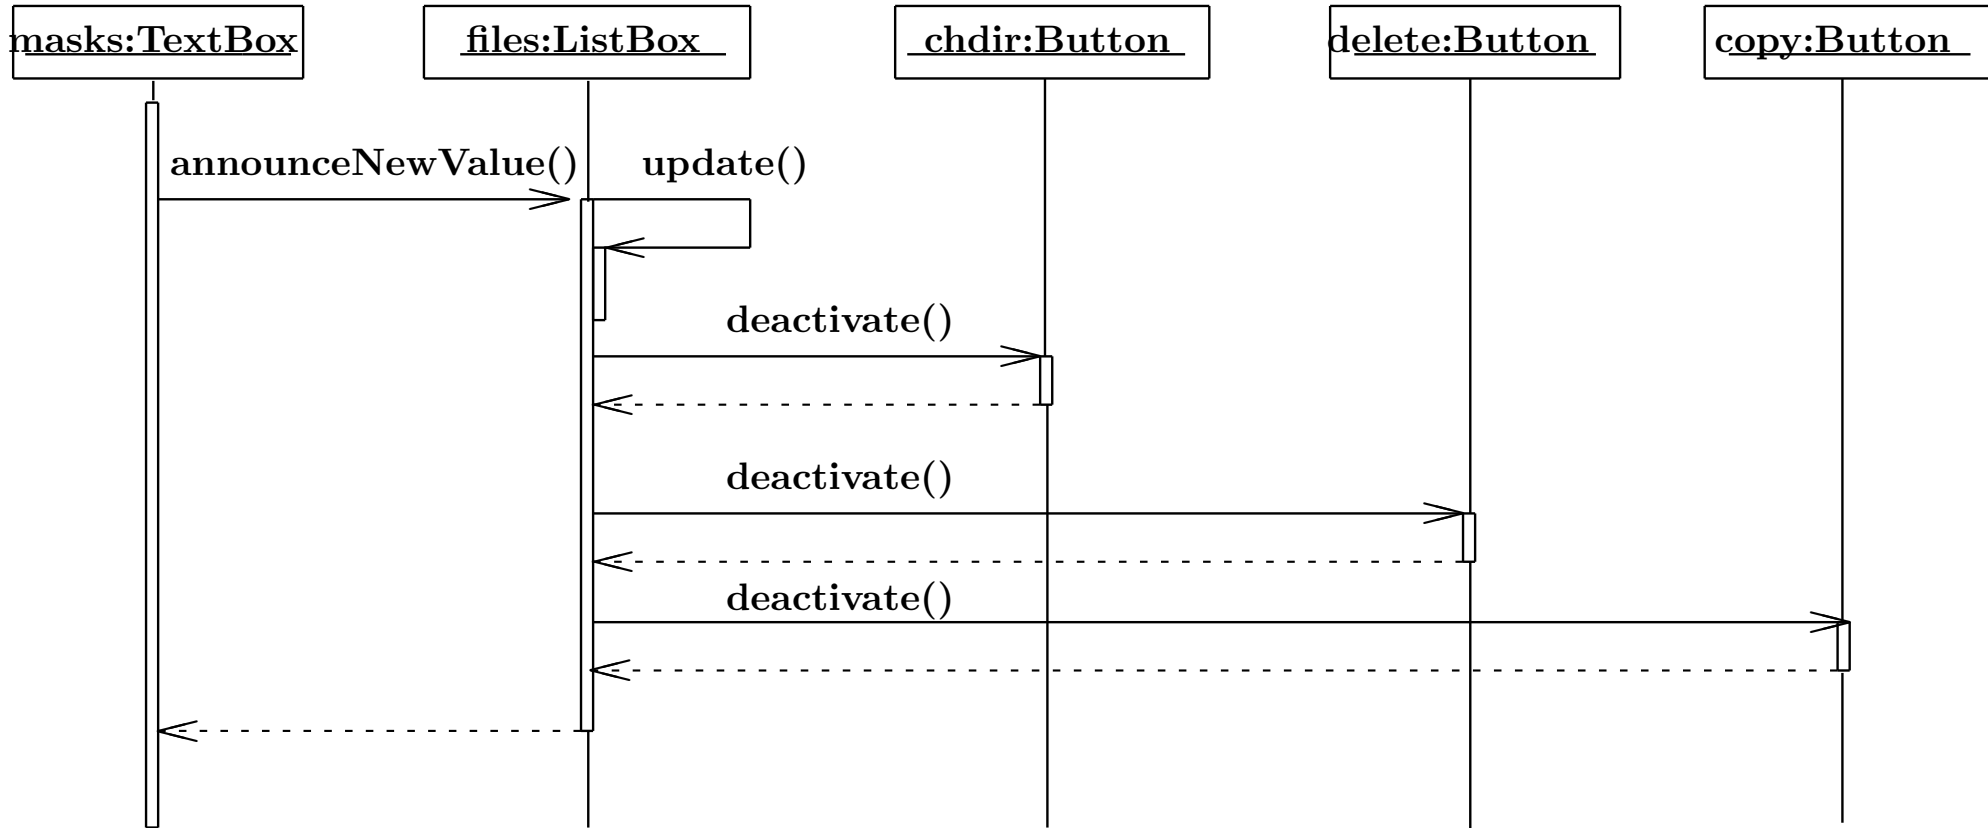 masks:TextBox
files:ListBox
chdir:Button
delete:Button
copy:Button
announceNewValue()
update()
deactivate()
deactivate()
deactivate()